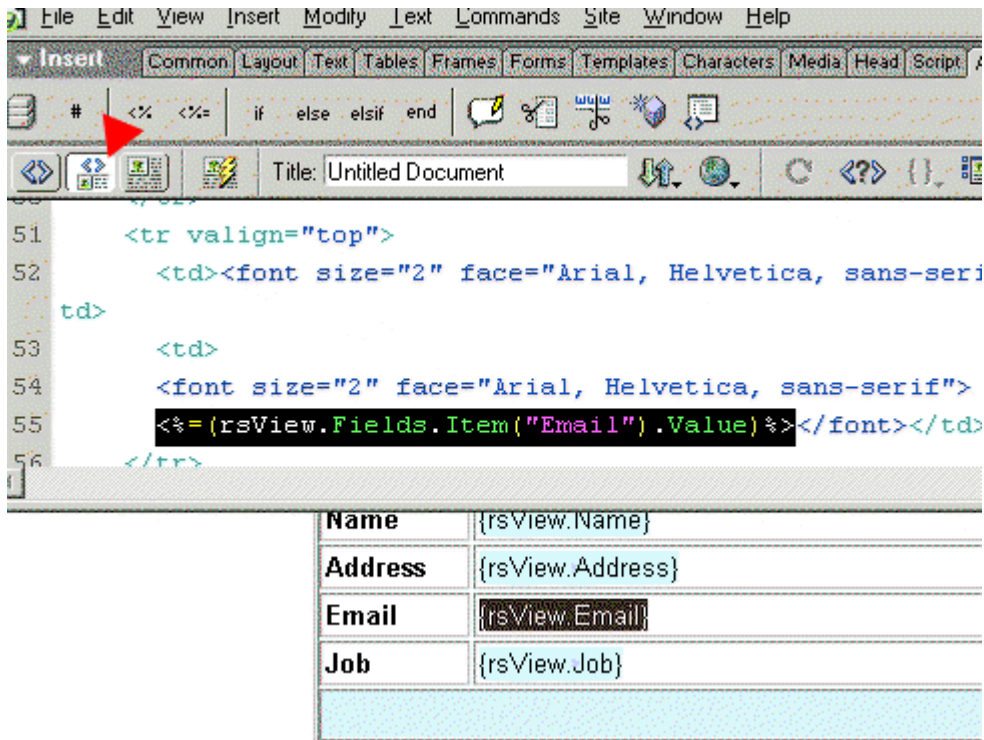 File Edit View Insert Modify Text Commands Site Window Help
Insert Common Layout Text Tables Frames Forms Templates Characters Media Head Script A
# <% <%= if else elsif end
Title: Untitled Document
51 <tr valign="top">
52 <td><font size="2" face="Arial, Helvetica, sans-seri
td>
53 <td>
54 <font size="2" face="Arial, Helvetica, sans-serif">
55 <%=(rsView.Fields.Item("Email").Value)%></font></td>
56 </tr>
Name {rsView.Name}
Address {rsView.Address}
Email {rsView.Email}
Job {rsView.Job}